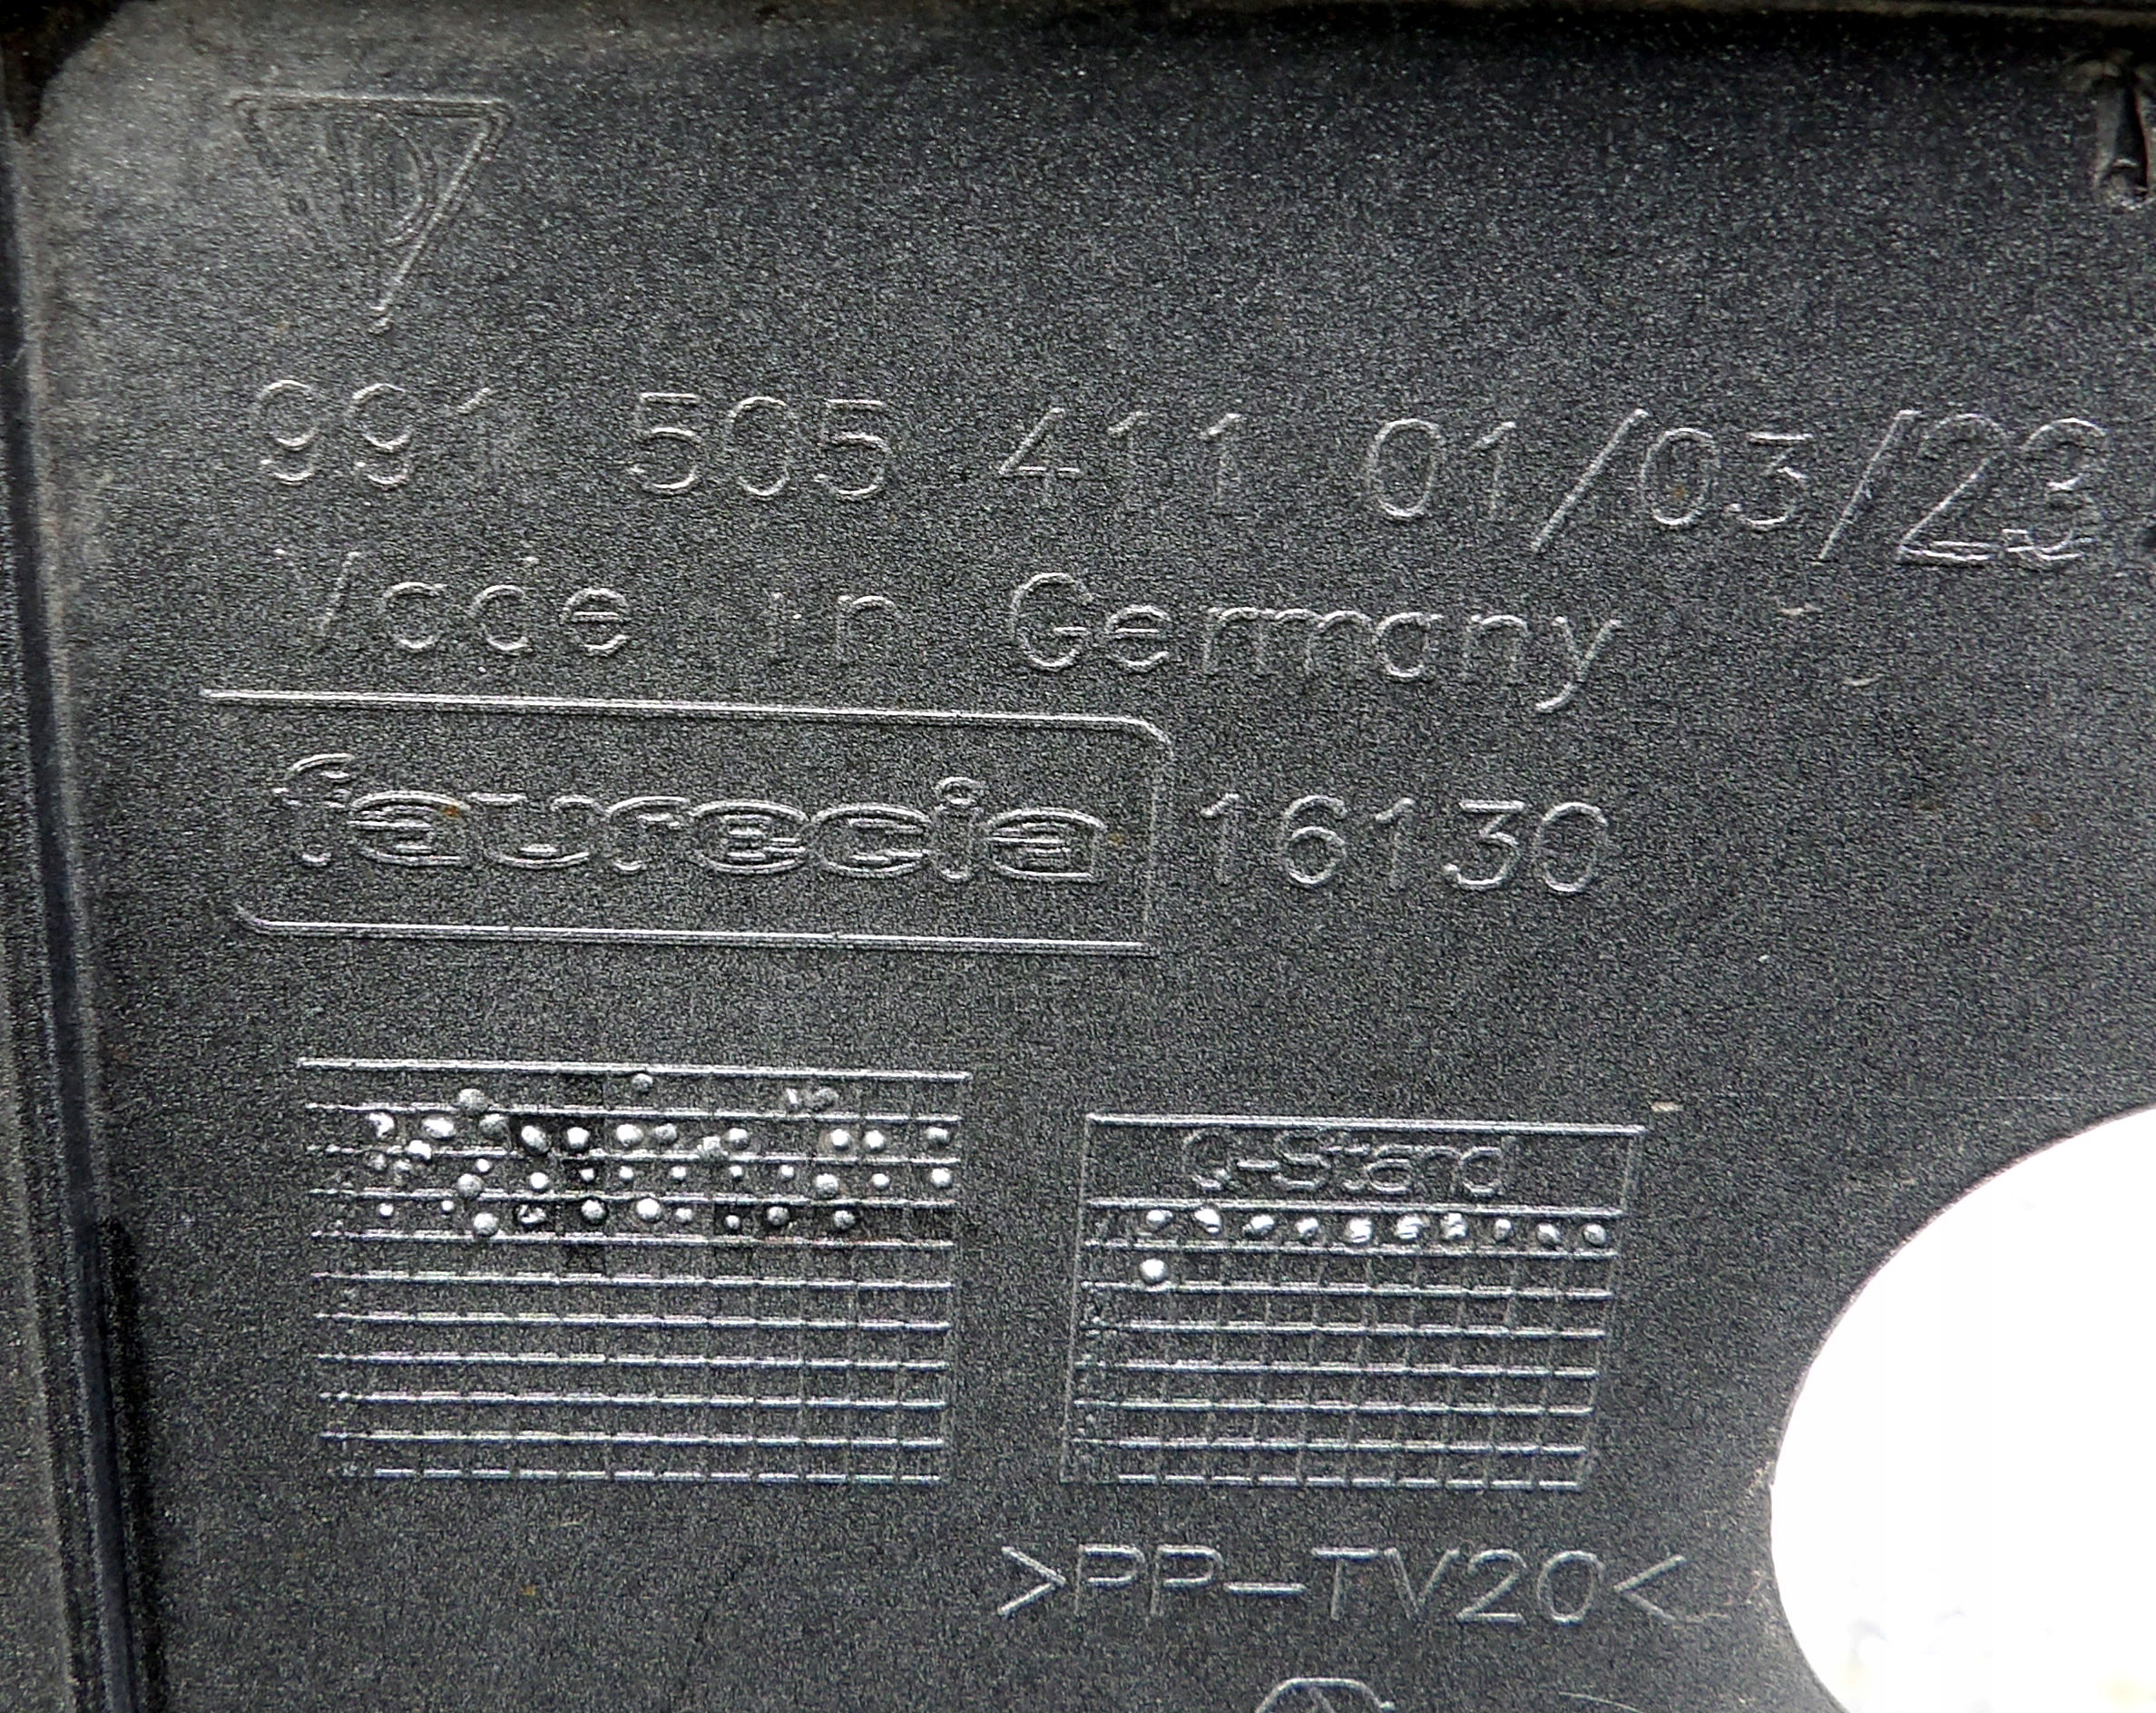 991 505 411 01/03/23
Made in Germany
faurecia 16130
Q-Stand
>PP-TV20<